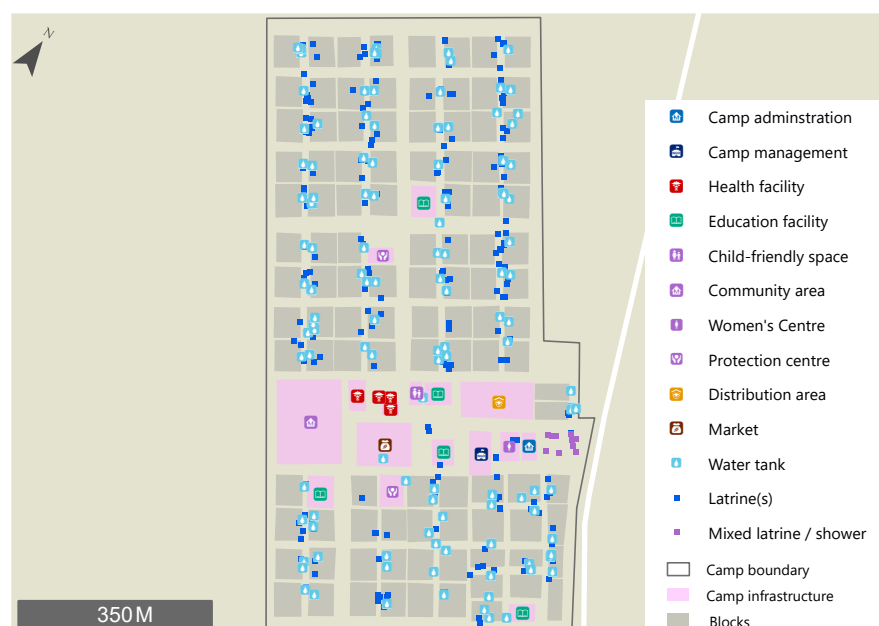 N
Camp adminstration
Camp management
Health facility
Education facility
Child-friendly space
Community area
Women's Centre
Protection centre
Distribution area
Market
Water tank
Latrine(s)
Mixed latrine / shower
Camp boundary
Camp infrastructure
Blocks
350 M